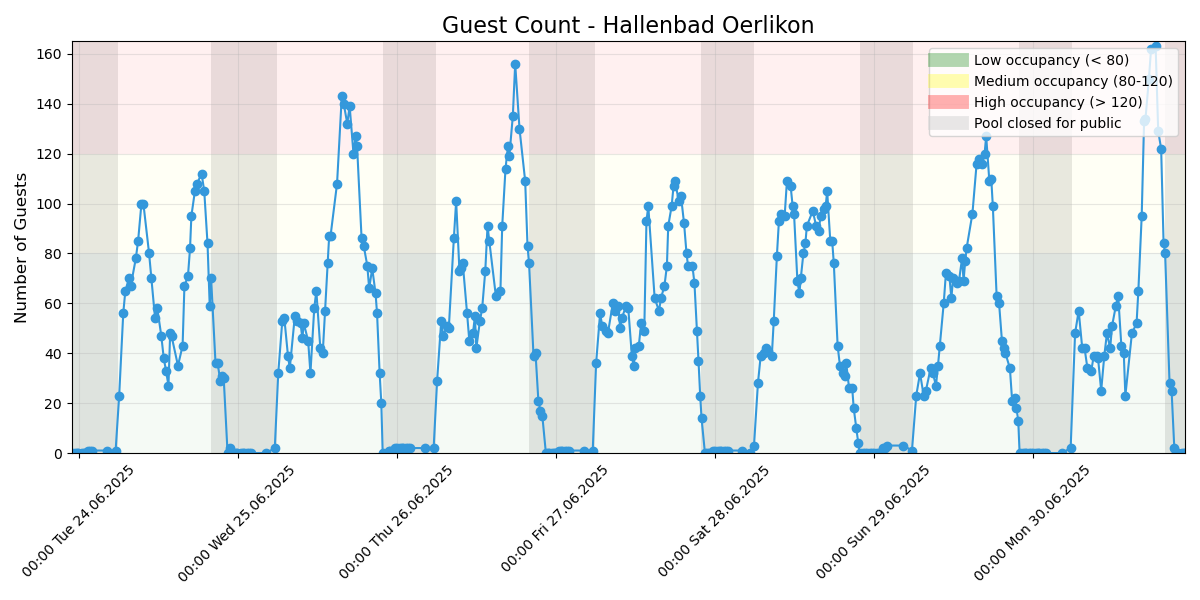 Guest Count - Hallenbad Oerlikon
Number of Guests
160
140
120
100
80
60
40
20
0
Low occupancy (< 80)
Medium occupancy (80-120)
High occupancy (> 120)
Pool closed for public
00:00 Tue 24.06.2025
00:00 Wed 25.06.2025
00:00 Thu 26.06.2025
00:00 Fri 27.06.2025
00:00 Sat 28.06.2025
00:00 Sun 29.06.2025
00:00 Mon 30.06.2025